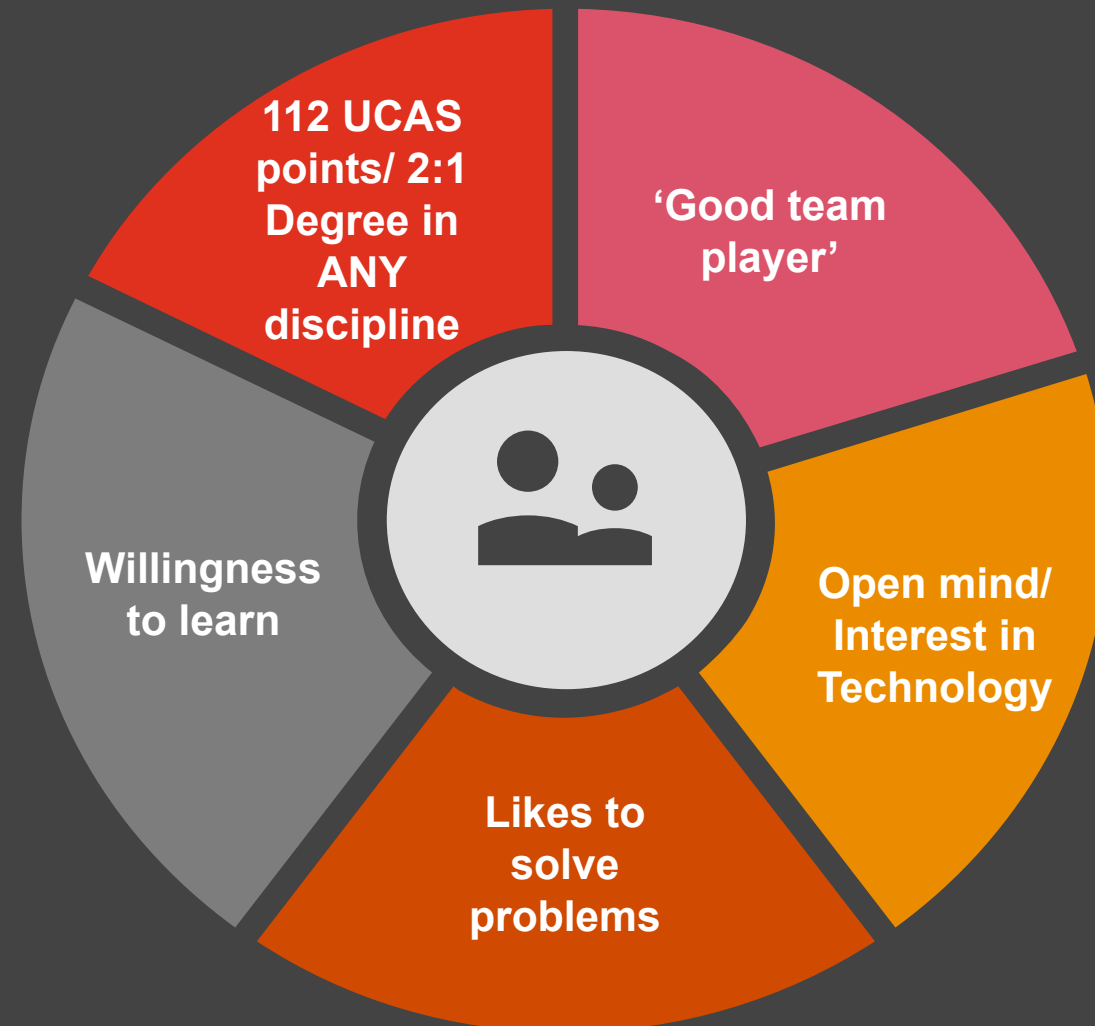 112 UCAS
points/ 2:1
Degree in
ANY
discipline
‘Good team
player’
Open mind/
Interest in
Technology
Likes to
solve
problems
Willingness
to learn